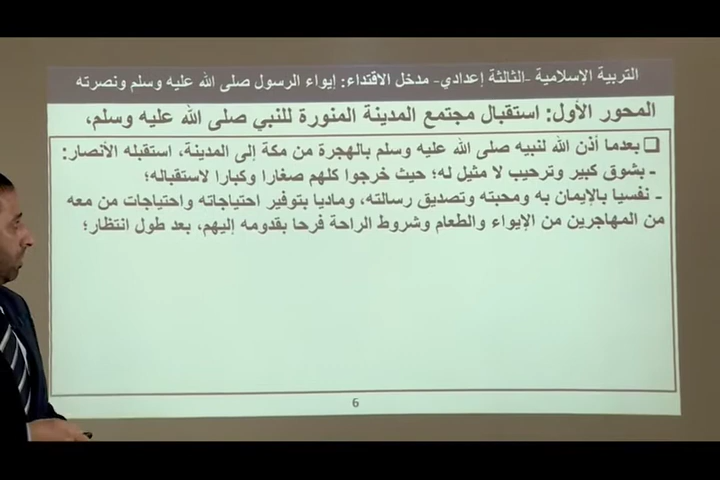 التربية الإسلامية -الثالثة إعدادي- مدخل الاقتداء: إيواء الرسول صلى الله عليه وسلم ونصرته
المحور الأول: استقبال مجتمع المدينة المنورة للنبي صلى الله عليه وسلم،
بعدما أذن الله لنبيه صلى الله عليه وسلم بالهجرة من مكة إلى المدينة، استقبله الأنصار:
- بشوق كبير وترحيب لا مثيل له؛ حيث خرجوا كلهم صغارا وكبارا لاستقباله؛
- نفسيا بالإيمان به ومحبته وتصديق رسالته، وماديا بتوفير احتياجاته واحتياجات من معه
من المهاجرين من الإيواء والطعام وشروط الراحة فرحا بقدومه إليهم، بعد طول انتظار؛
6